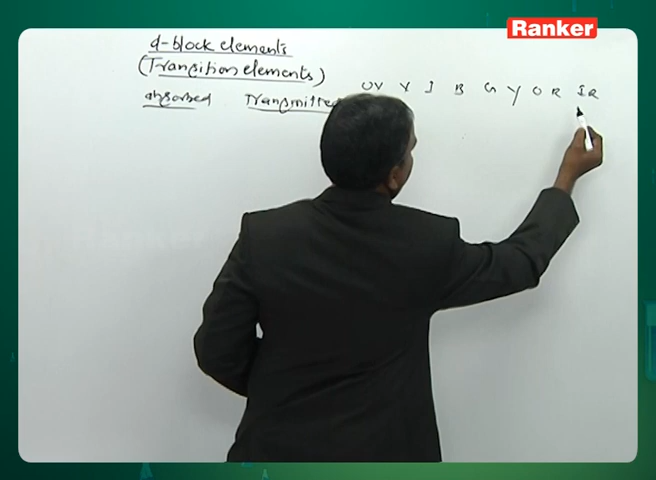 Ranker
d-block elements
(Transition elements)
absorbed Transmitted UV V I B G Y O R IR